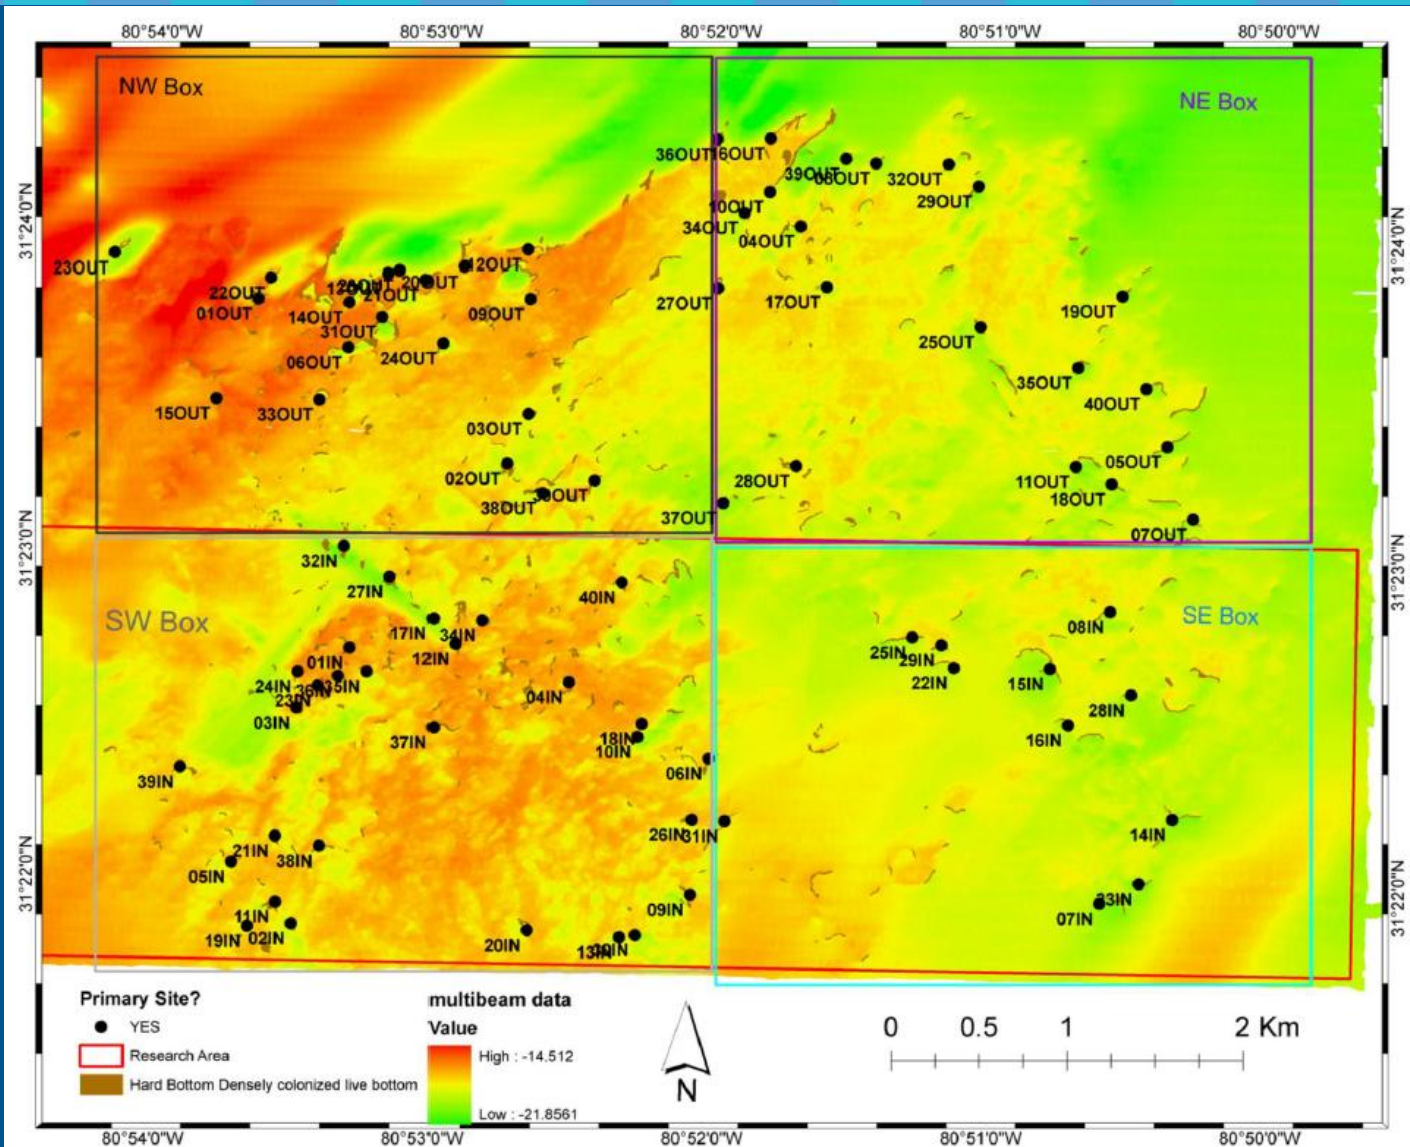 80°54'0"W 80°53'0"W 80°52'0"W 80°51'0"W 80°50'0"W
NW Box
NE Box
36OUT 16OUT
39OUT 08OUT 32OUT
29OUT
10OUT
34OUT
04OUT
31°24'0"N
31°24'0"N
23OUT
12OUT
22OUT 20OUT
21OUT
01OUT
14OUT
09OUT
27OUT
17OUT
19OUT
31OUT
25OUT
06OUT
24OUT
35OUT
40OUT
15OUT
33OUT
03OUT
05OUT
02OUT
28OUT
11OUT
18OUT
38OUT
37OUT
07OUT
31°23'0"N
31°23'0"N
32IN
27IN
40IN
SW Box
SE Box
17IN 34IN
08IN
12IN
25IN
29IN
01IN
22IN
15IN
24IN 36IN 35IN
23IN
04IN
03IN
28IN
37IN
18IN
10IN
16IN
39IN
06IN
26IN 31IN
14IN
21IN
38IN
05IN
31°22'0"N
31°22'0"N
09IN
33IN
07IN
11IN
19IN 02IN
20IN
13IN
Primary Site?
YES
Research Area
Hard Bottom Densely colonized live bottom
multibeam data
Value
High : -14.512
Low : -21.8561
N
0 0.5 1 2 Km
80°54'0"W 80°53'0"W 80°52'0"W 80°51'0"W 80°50'0"W